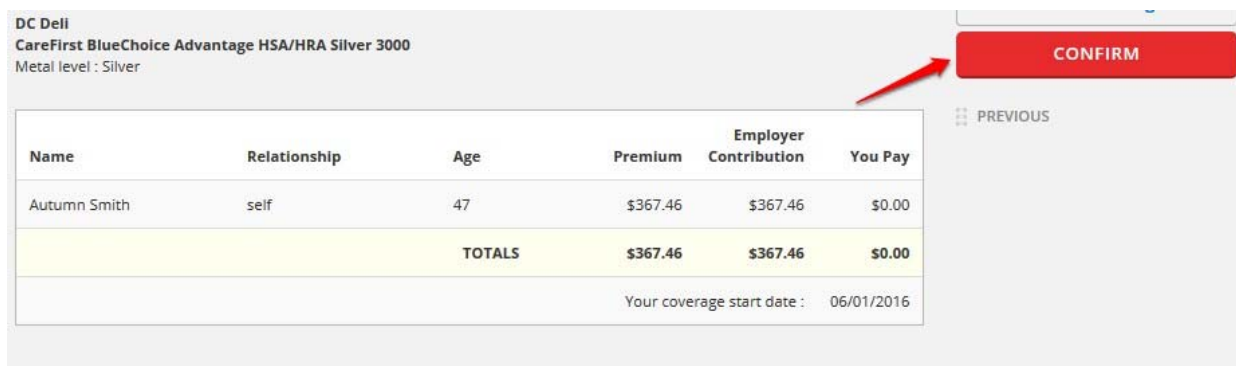 DC Deli
CareFirst BlueChoice Advantage HSA/HRA Silver 3000
Metal level : Silver
CONFIRM
PREVIOUS
Name Relationship Age Premium Employer Contribution You Pay
Autumn Smith self 47 $367.46 $367.46 $0.00
TOTALS $367.46 $367.46 $0.00
Your coverage start date : 06/01/2016